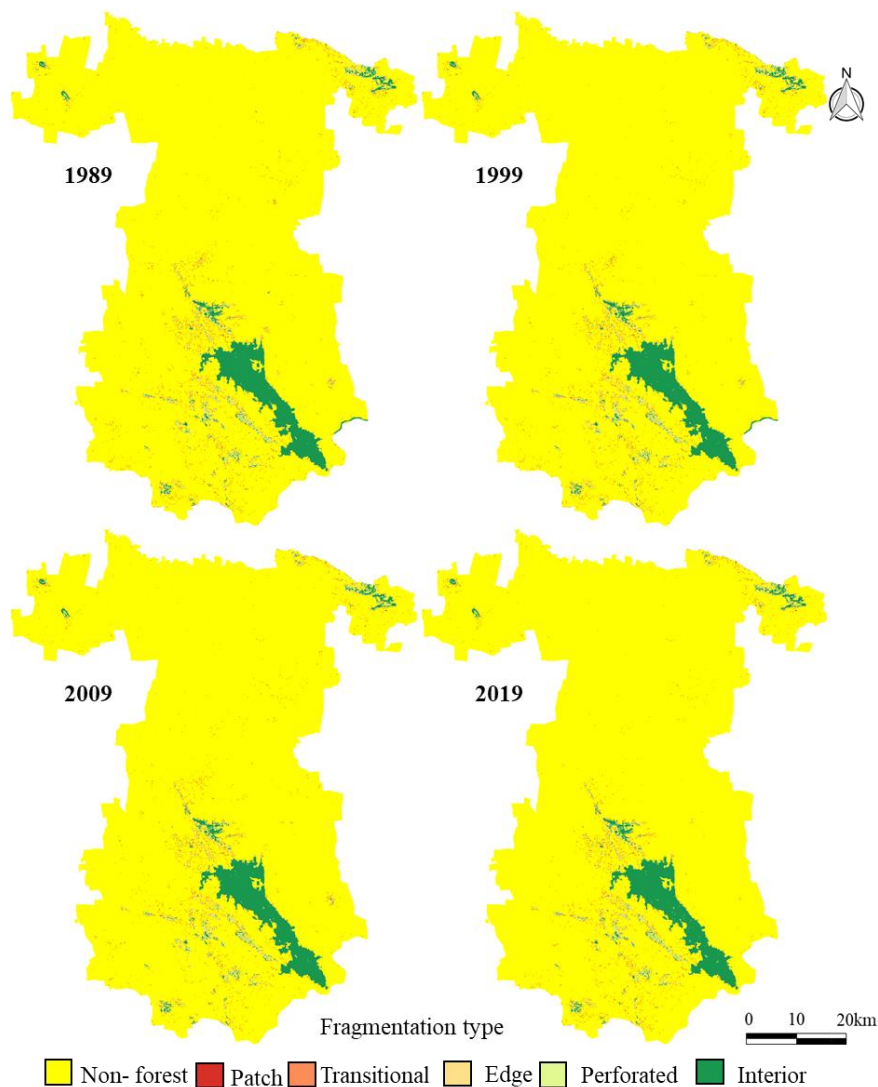 N
1989
1999
2009
2019
Fragmentation type
0 10 20km
Non- forest Patch Transitional Edge Perforated Interior